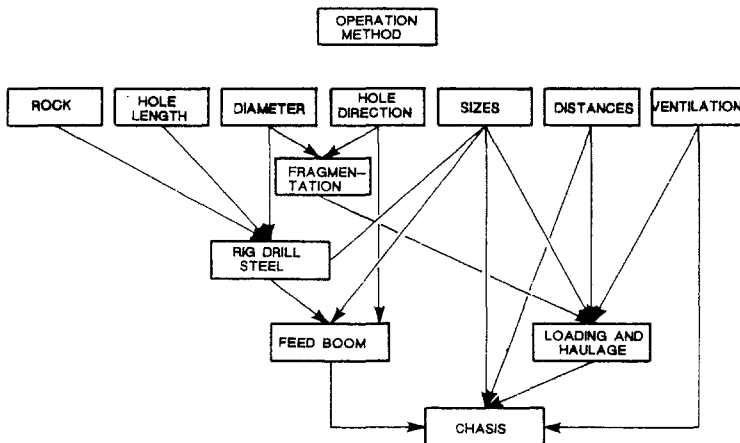 OPERATION
METHOD
ROCK
HOLE
LENGTH
DIAMETER
HOLE
DIRECTION
SIZES
DISTANCES
VENTILATION
FRAGMEN-
TATION
RIG DRILL
STEEL
FEED BOOM
LOADING AND
HAULAGE
CHASIS